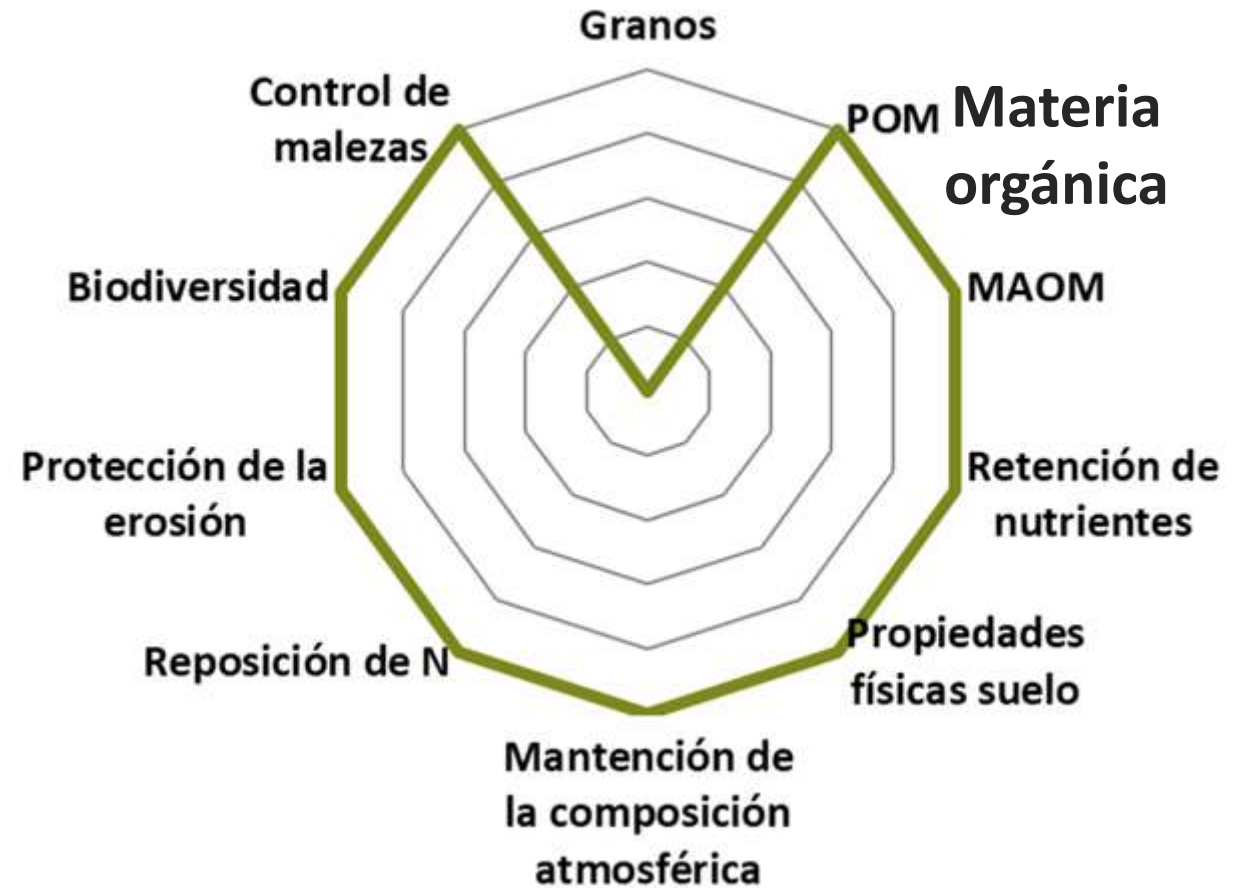 Granos
POM
Materia
orgánica
MAOM
Retención de
nutrientes
Propiedades
físicas suelo
Mantención de
la composición
atmosférica
Reposición de N
Protección de la
erosión
Biodiversidad
Control de
malezas